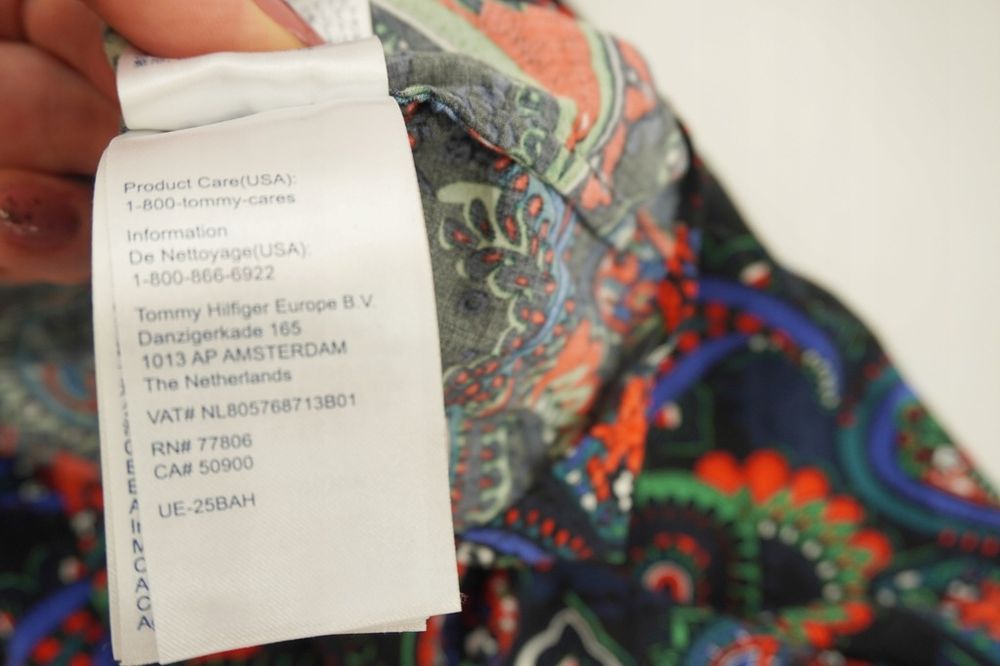 Product Care(USA):
1-800-tommy-cares
Information
De Nettoyage(USA):
1-800-866-6922
Tommy Hilfiger Europe B.V.
Danzigerkade 165
1013 AP AMSTERDAM
The Netherlands
VAT# NL805768713B01
RN# 77806
CA# 50900
UE-25BAH